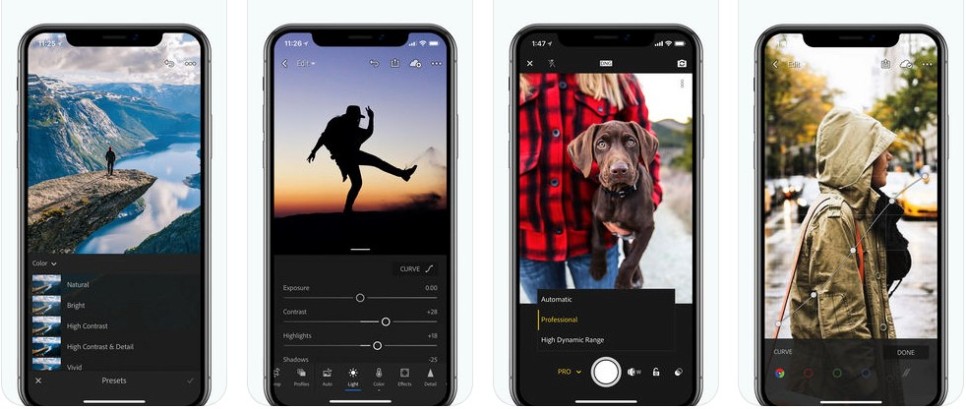 11:25
Color
Natural
Bright
High Contrast
High Contrast & Detail
Vivid
Presets
11:26
Edit
CURVE
Exposure 0.00
Contrast +28
Highlights +18
Shadows -25
Profiles Auto Light Color Effects Detail
1:47
DNG
Automatic
Professional
High Dynamic Range
PRO
Edit
CURVE DONE